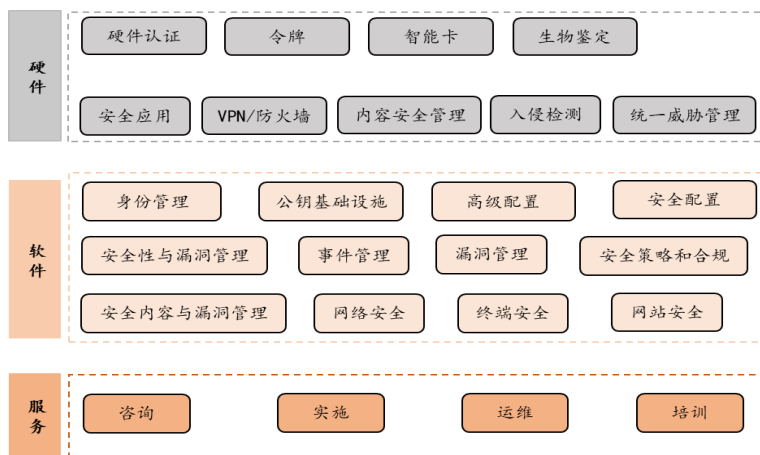 硬件
硬件认证 令牌 智能卡 生物鉴定
安全应用 VPN/防火墙 内容安全管理 入侵检测 统一威胁管理
软件
身份管理 公钥基础设施 高级配置 安全配置
安全性与漏洞管理 事件管理 漏洞管理 安全策略和合规
安全内容与漏洞管理 网络安全 终端安全 网站安全
服务
咨询 实施 运维 培训